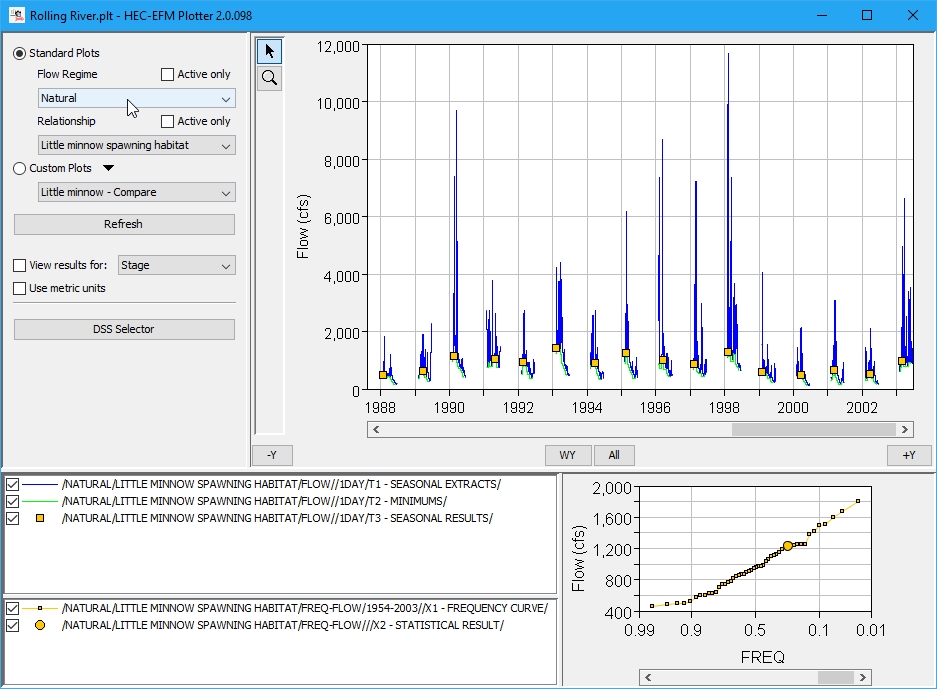 Rolling River.plt - HEC-EFM Plotter 2.0.098
Standard Plots
Flow Regime Active only
Natural
Relationship Active only
Little minnow spawning habitat
Custom Plots
Little minnow - Compare
Refresh
View results for: Stage
Use metric units
DSS Selector
12,000
10,000
8,000
6,000
4,000
2,000
0
Flow (cfs)
1988 1990 1992 1994 1996 1998 2000 2002
-Y WY All +Y
/NATURAL/LITTLE MINNOW SPAWNING HABITAT/FLOW//1DAY/T1 - SEASONAL EXTRACTS/
/NATURAL/LITTLE MINNOW SPAWNING HABITAT/FLOW//1DAY/T2 - MINIMUMS/
/NATURAL/LITTLE MINNOW SPAWNING HABITAT/FLOW//1DAY/T3 - SEASONAL RESULTS/
/NATURAL/LITTLE MINNOW SPAWNING HABITAT/FREQ-FLOW/1954-2003//X1 - FREQUENCY CURVE/
/NATURAL/LITTLE MINNOW SPAWNING HABITAT/FREQ-FLOW///X2 - STATISTICAL RESULT/
2,000
1,600
1,200
800
400
Flow (cfs)
0.99 0.9 0.5 0.1 0.01
FREQ